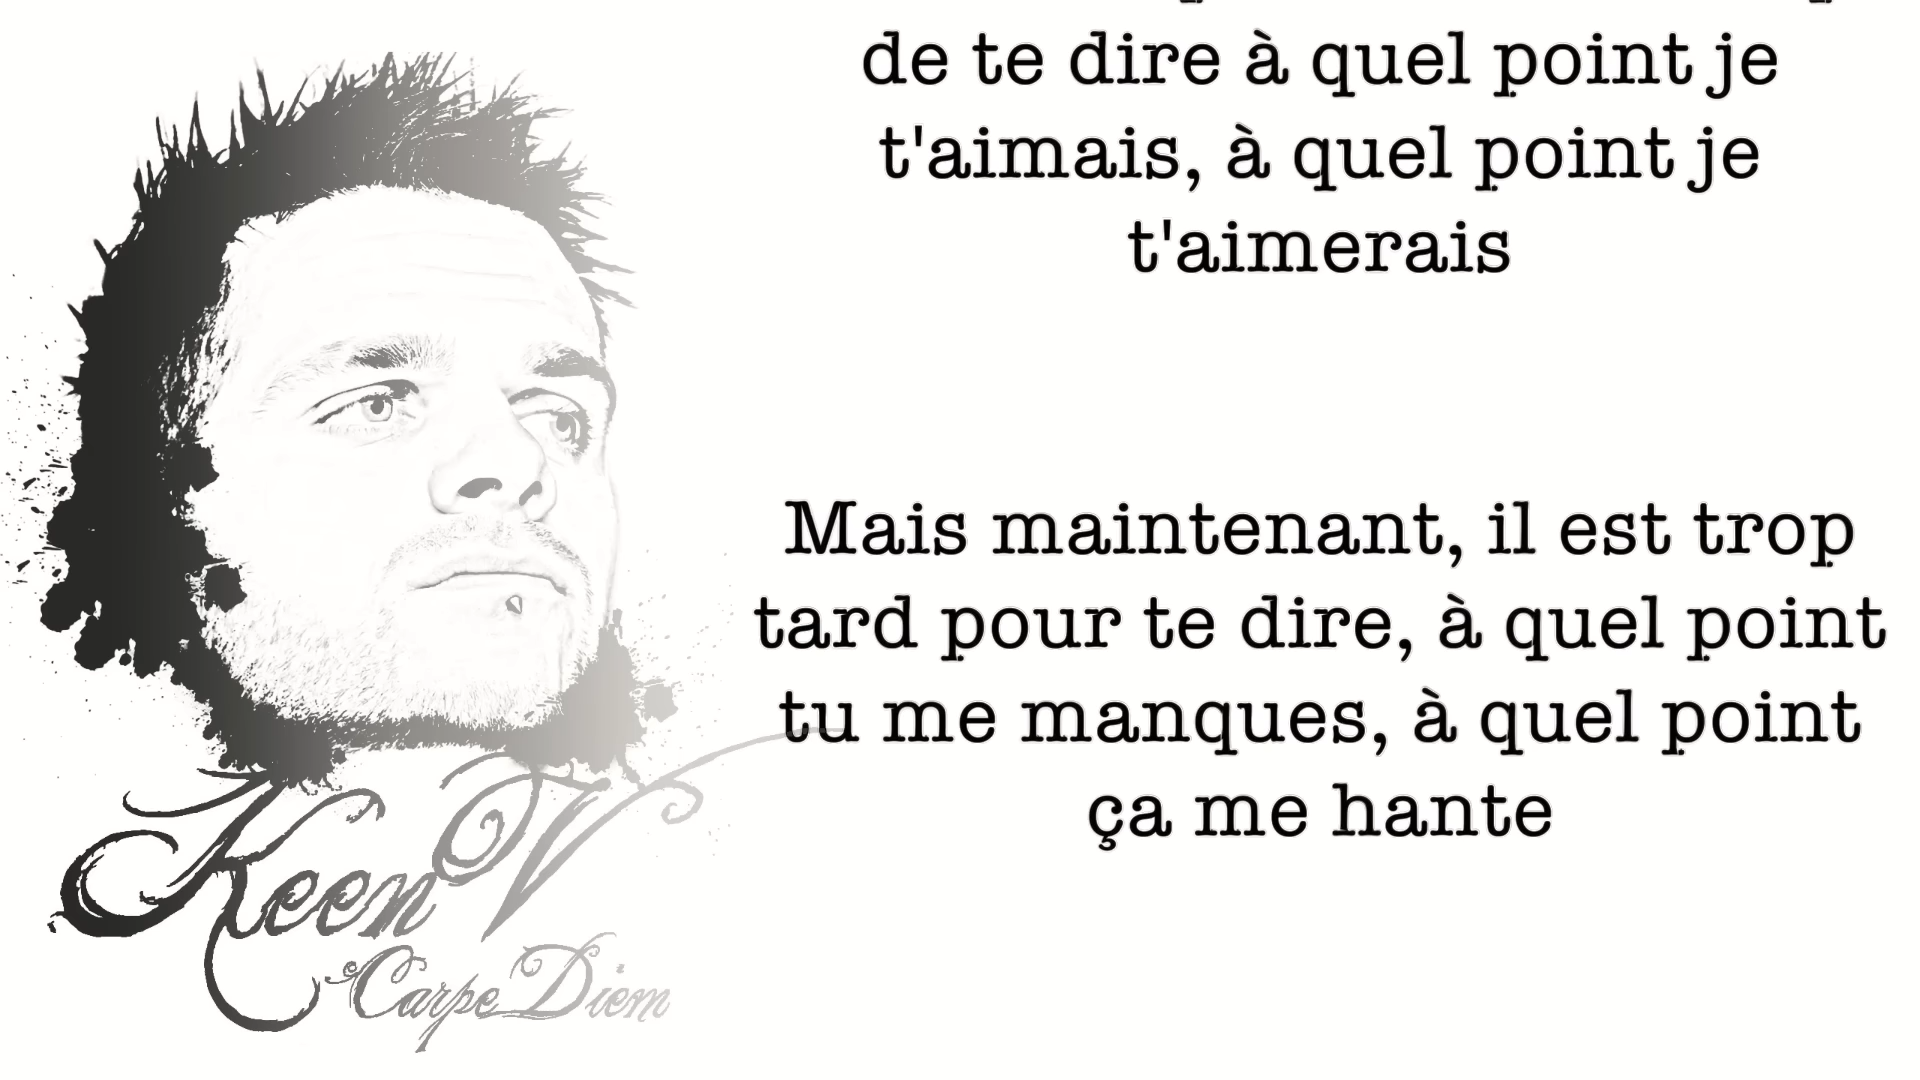 de te dire à quel point je
t'aimais, à quel point je
t'aimerais
Mais maintenant, il est trop
tard pour te dire, à quel point
tu me manques, à quel point
ça me hante
Keen V
Carpe Diem